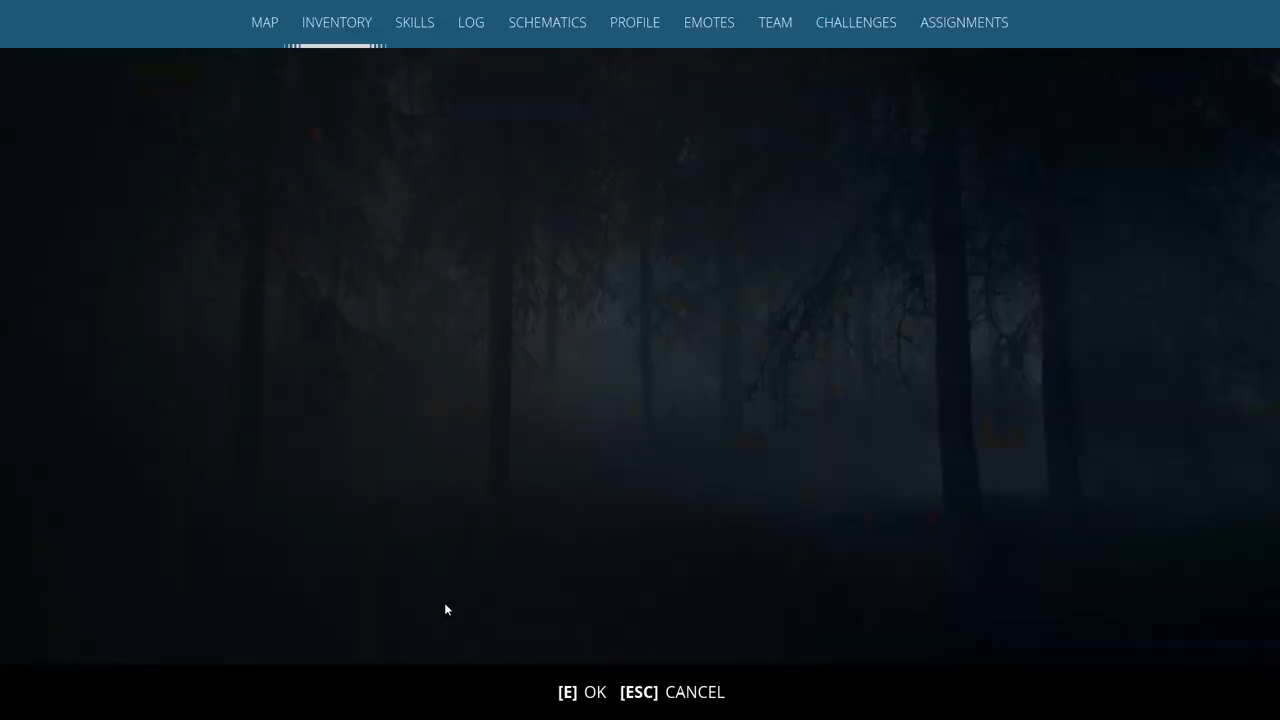 MAP INVENTORY SKILLS LOG SCHEMATICS PROFILE EMOTES TEAM CHALLENGES ASSIGNMENTS
[E] OK [ESC] CANCEL